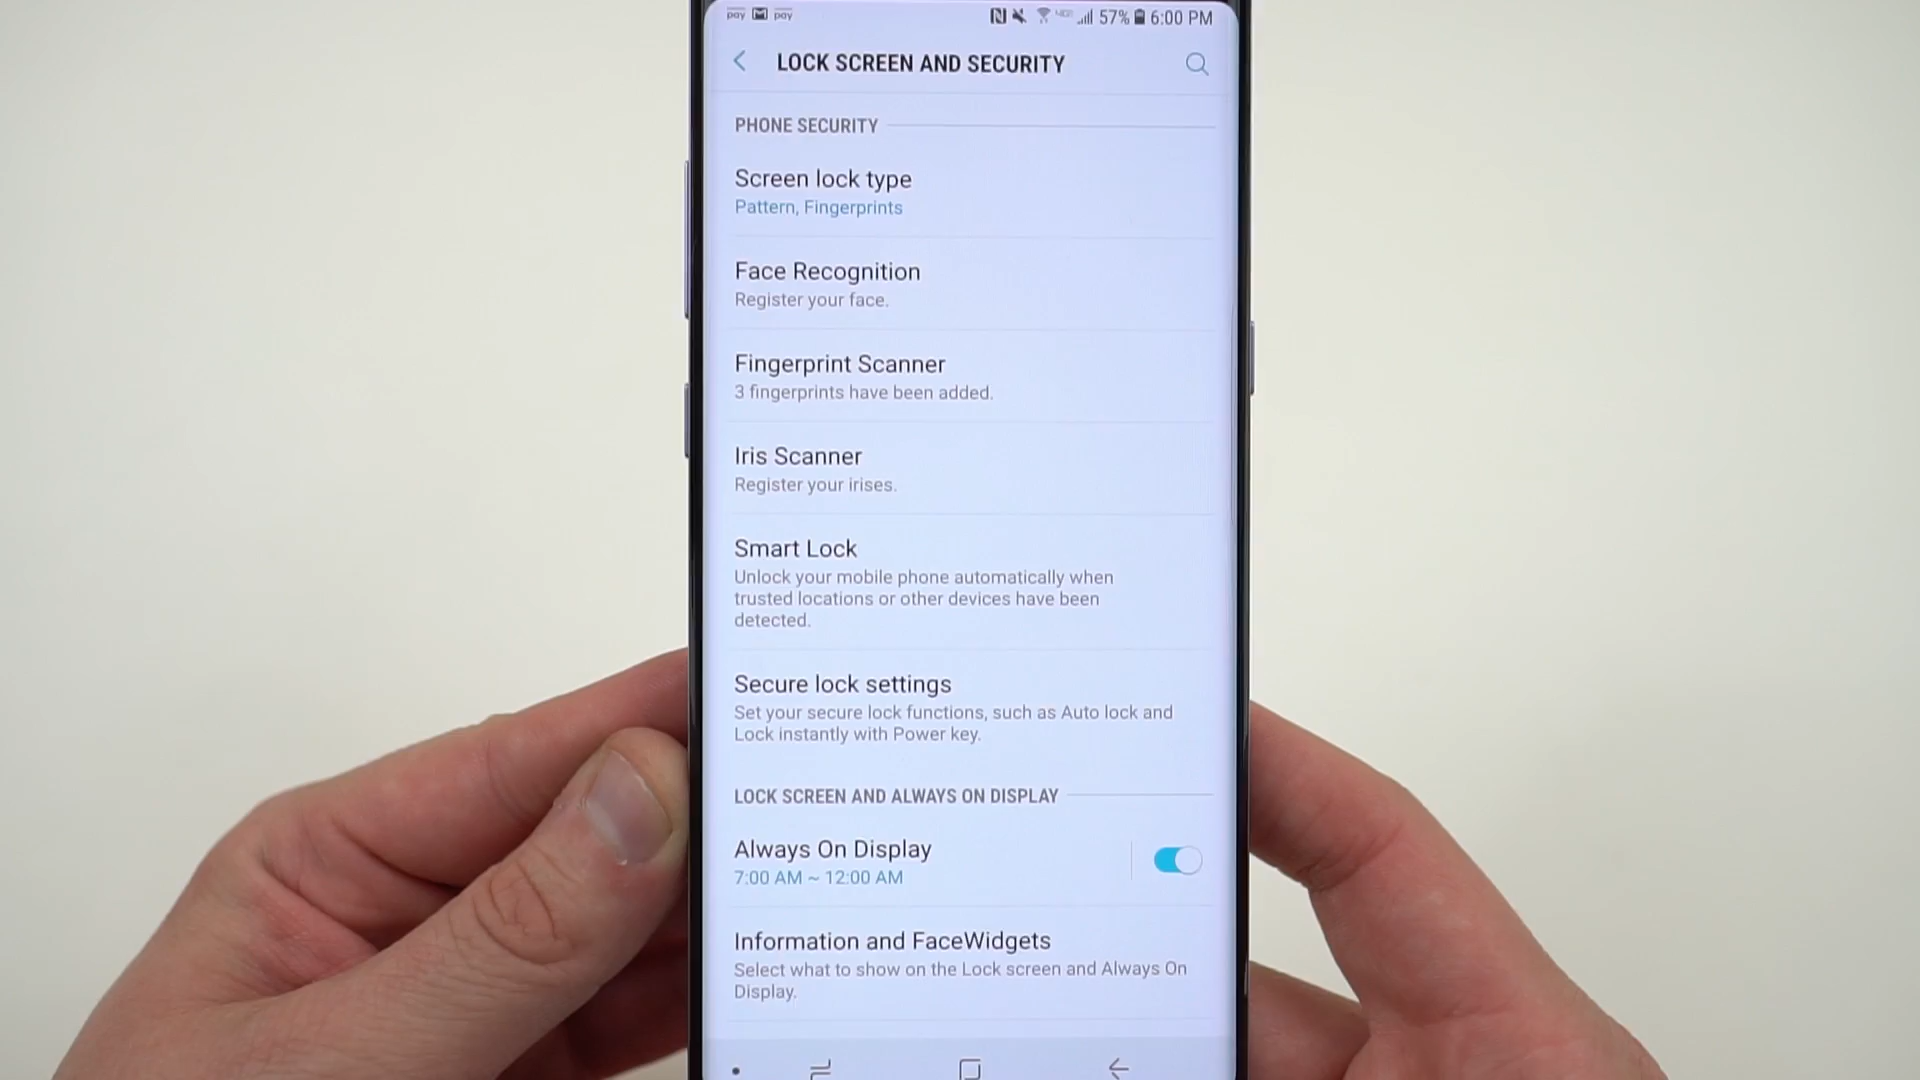 pay pay 57% 6:00 PM
LOCK SCREEN AND SECURITY
PHONE SECURITY
Screen lock type
Pattern, Fingerprints
Face Recognition
Register your face.
Fingerprint Scanner
3 fingerprints have been added.
Iris Scanner
Register your irises.
Smart Lock
Unlock your mobile phone automatically when
trusted locations or other devices have been
detected.
Secure lock settings
Set your secure lock functions, such as Auto lock and
Lock instantly with Power key.
LOCK SCREEN AND ALWAYS ON DISPLAY
Always On Display
7:00 AM ~ 12:00 AM
Information and FaceWidgets
Select what to show on the Lock screen and Always On
Display.